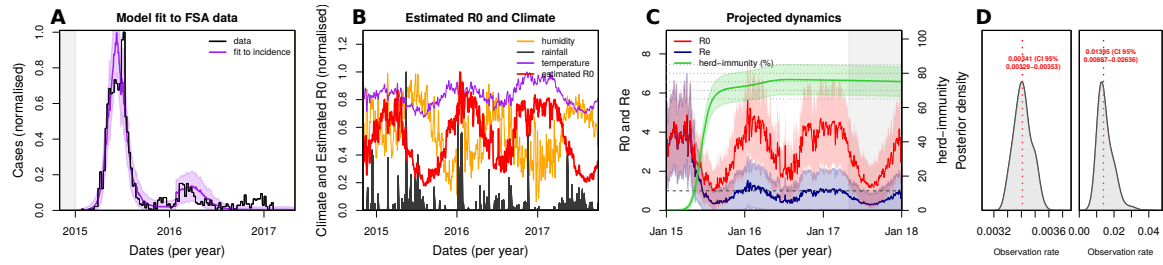 A
Model fit to FSA data
Cases (normalised)
1.0
0.8
0.6
0.4
0.2
0.0
data
fit to incidence
2015
2016
2017
Dates (per year)
B
Estimated R0 and Climate
Climate and Estimated R0 (normalised)
1.2
1.0
0.8
0.6
0.4
0.2
0.0
humidity
rainfall
temperature
estimated R0
2015
2016
2017
Dates (per year)
C
Projected dynamics
R0 and Re
8
6
4
2
0
R0
Re
herd−immunity (%)
100
80
60
40
20
0
herd−immunity
Jan 15
Jan 16
Jan 17
Jan 18
Dates (per year)
D
Posterior density
0.00341 (CI 95%
0.00329−0.00353)
0.0032
0.0036
Observation rate
0.01395 (CI 95%
0.00887−0.02636)
0.00
0.02
0.04
Observation rate